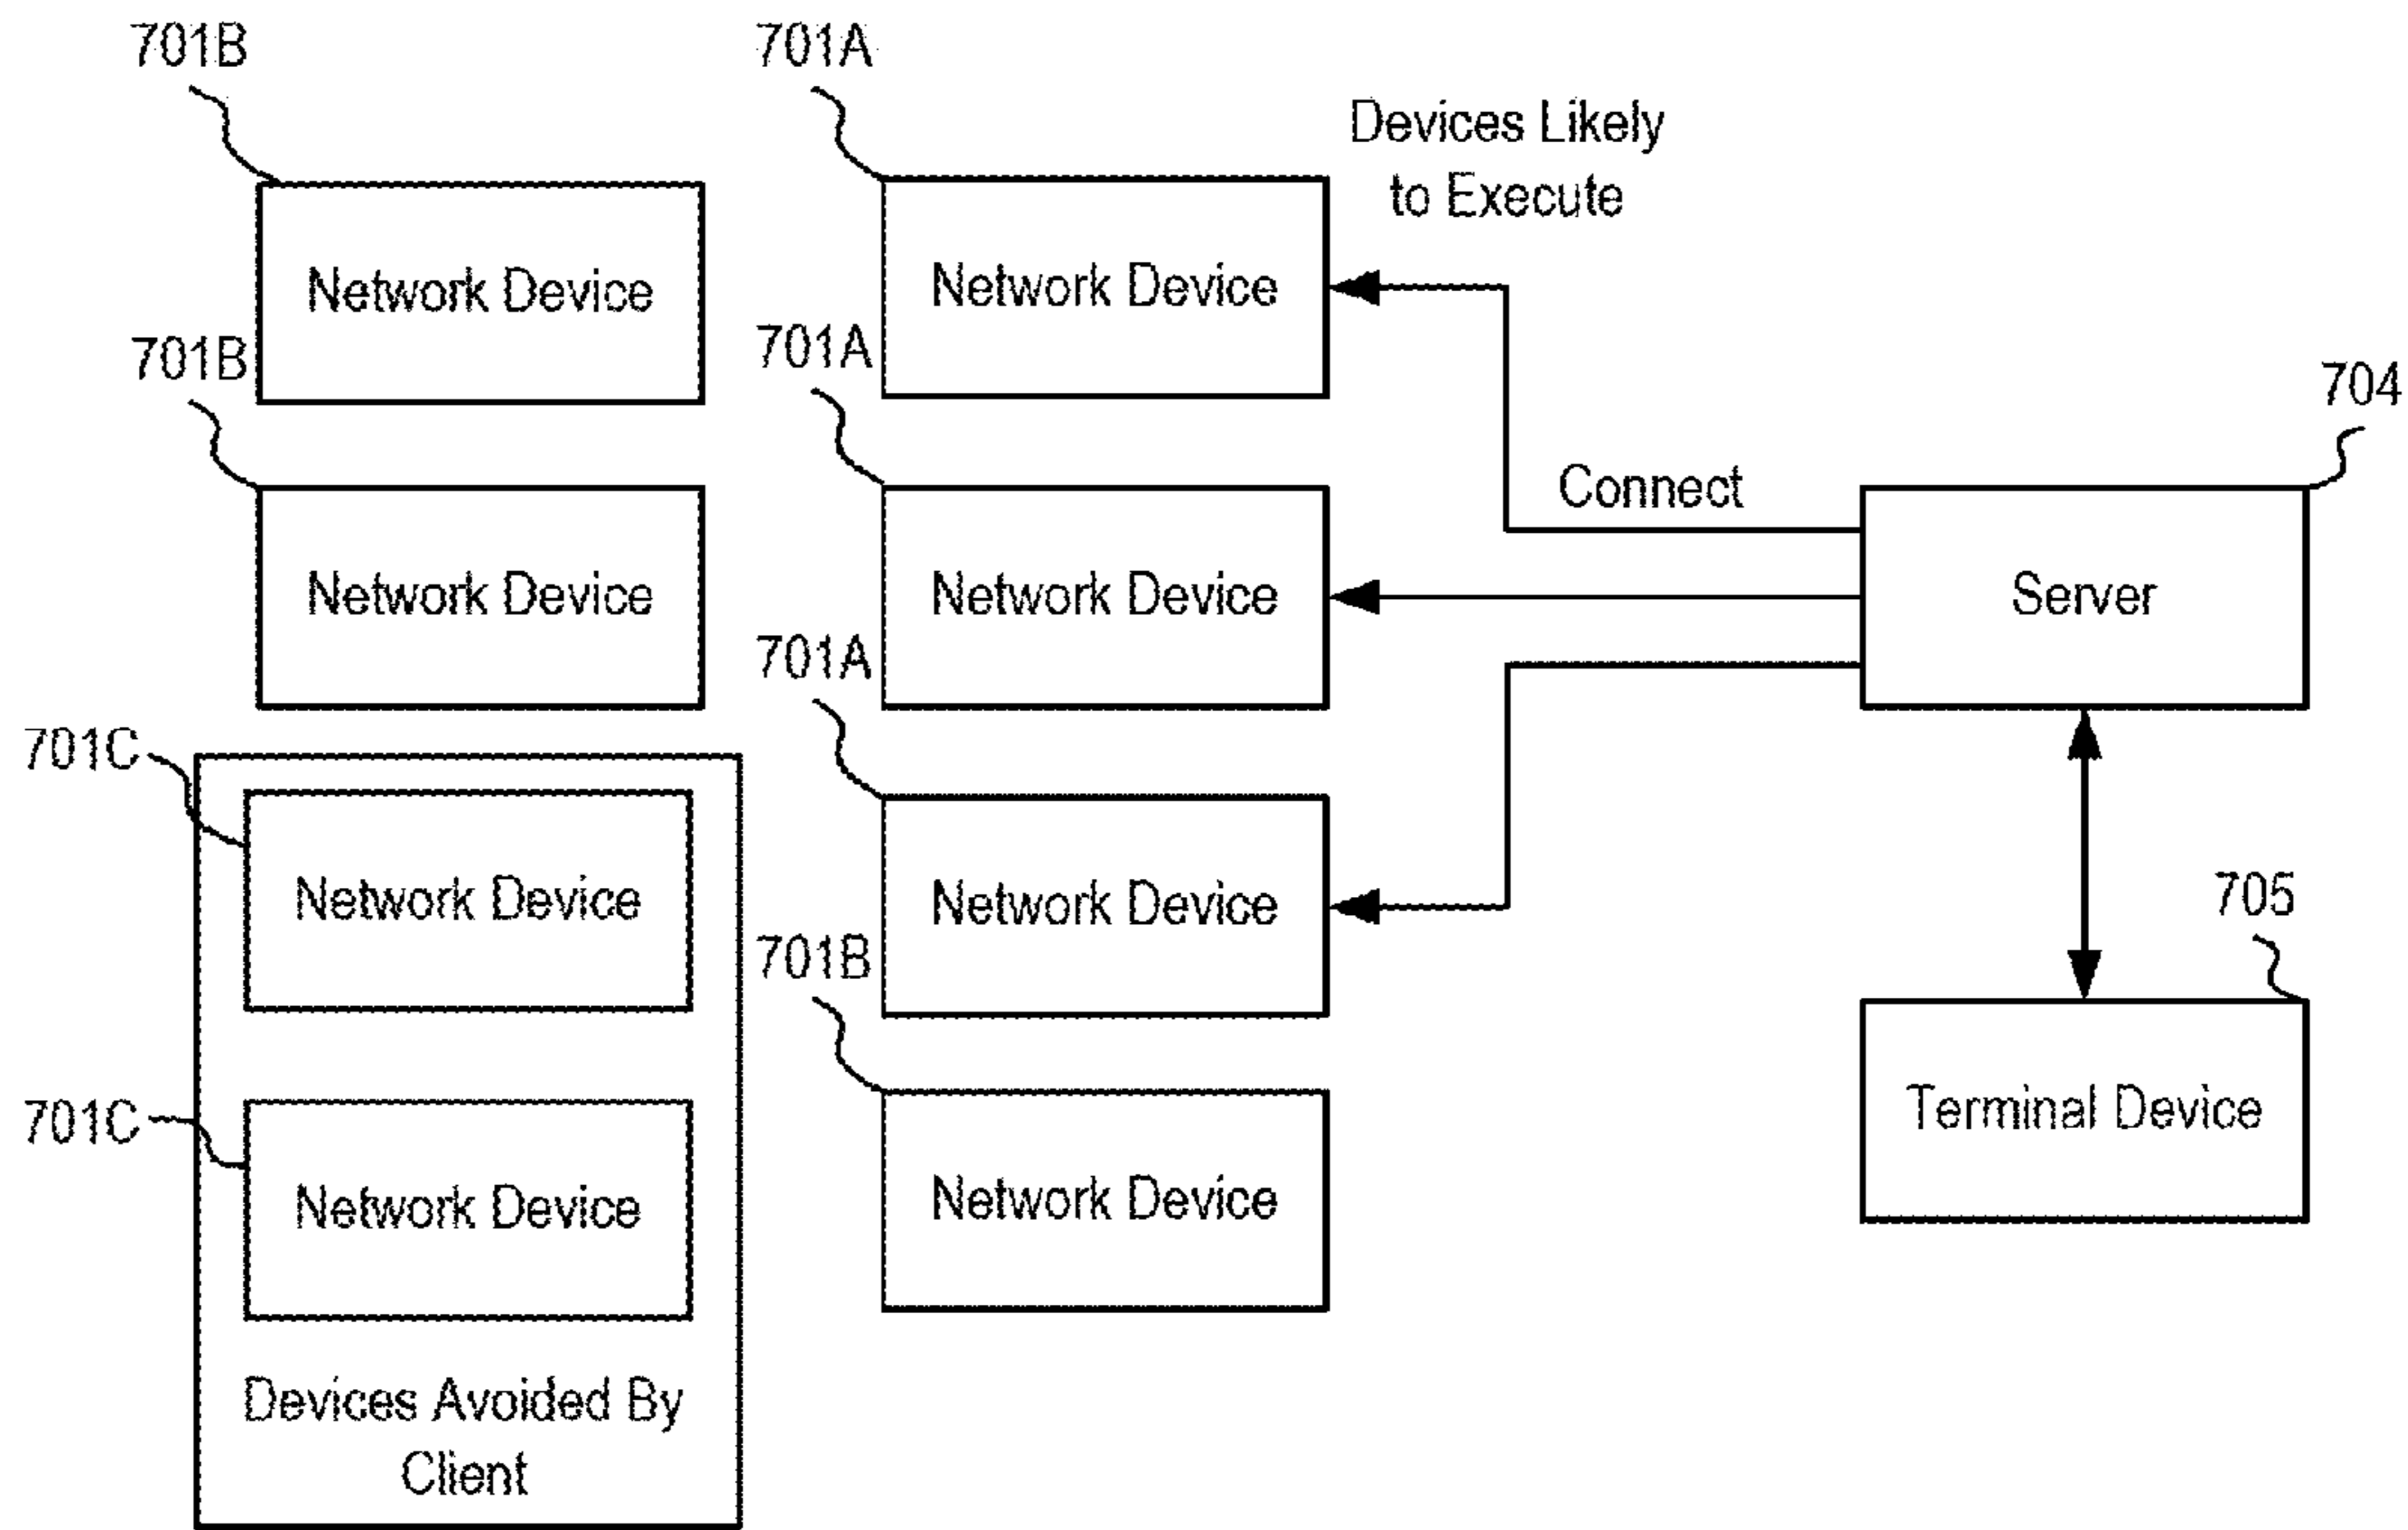 701B
701A
Devices Likely
to Execute
Network Device
Network Device
701B
701A
704
Connect
Network Device
Network Device
Server
701A
701C
Network Device
Network Device
705
701B
701C
Terminal Device
Network Device
Network Device
Devices Avoided By
Client